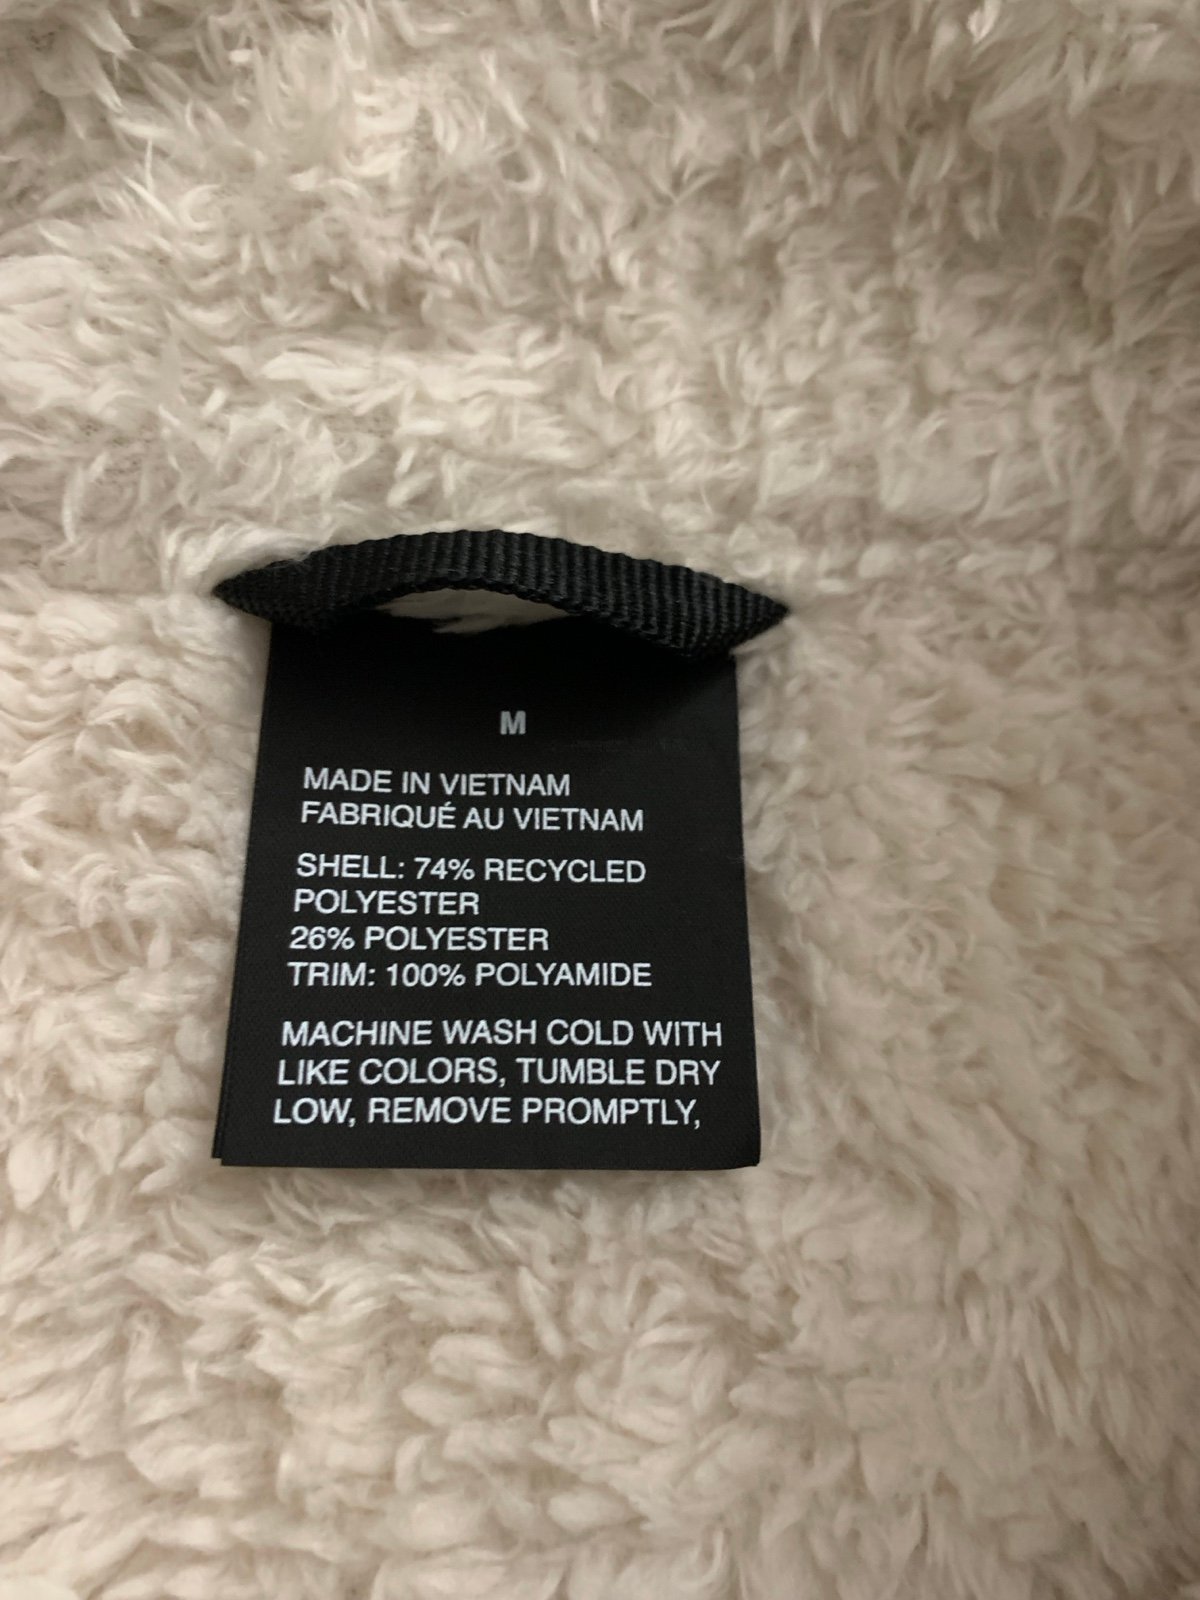 M
MADE IN VIETNAM
FABRIQUÉ AU VIETNAM
SHELL: 74% RECYCLED
POLYESTER
26% POLYESTER
TRIM: 100% POLYAMIDE
MACHINE WASH COLD WITH
LIKE COLORS, TUMBLE DRY
LOW, REMOVE PROMPTLY,